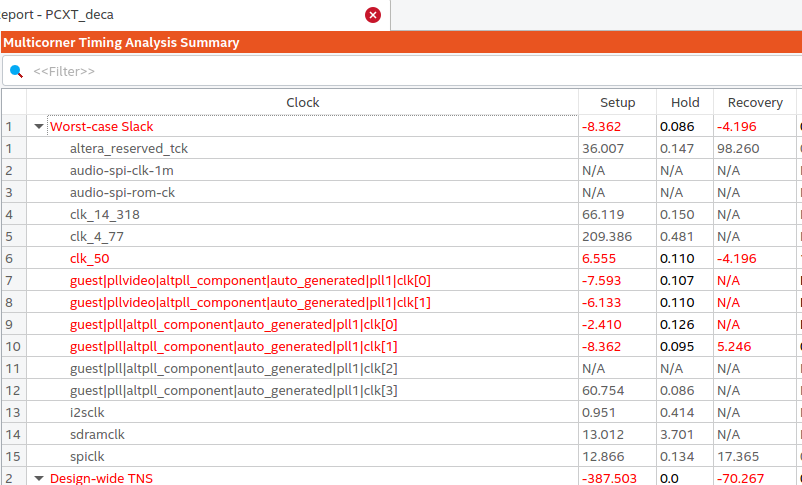 eport - PCXT_deca
Multicorner Timing Analysis Summary
<<Filter>>
Clock Setup Hold Recovery
1 Worst-case Slack -8.362 0.086 -4.196
1 altera_reserved_tck 36.007 0.147 98.260
2 audio-spi-clk-1m N/A N/A N/A
3 audio-spi-rom-ck N/A N/A N/A
4 clk_14_318 66.119 0.150 N/A
5 clk_4_77 209.386 0.481 N/A
6 clk_50 6.555 0.110 -4.196
7 guest|pllvideo|altpll_component|auto_generated|pll1|clk[0] -7.593 0.107 N/A
8 guest|pllvideo|altpll_component|auto_generated|pll1|clk[1] -6.133 0.110 N/A
9 guest|pll|altpll_component|auto_generated|pll1|clk[0] -2.410 0.126 N/A
10 guest|pll|altpll_component|auto_generated|pll1|clk[1] -8.362 0.095 5.246
11 guest|pll|altpll_component|auto_generated|pll1|clk[2] N/A N/A N/A
12 guest|pll|altpll_component|auto_generated|pll1|clk[3] 60.754 0.086 N/A
13 i2sclk 0.951 0.414 N/A
14 sdramclk 13.012 3.701 N/A
15 spiclk 12.866 0.134 17.365
2 Design-wide TNS -387.503 0.0 -70.267